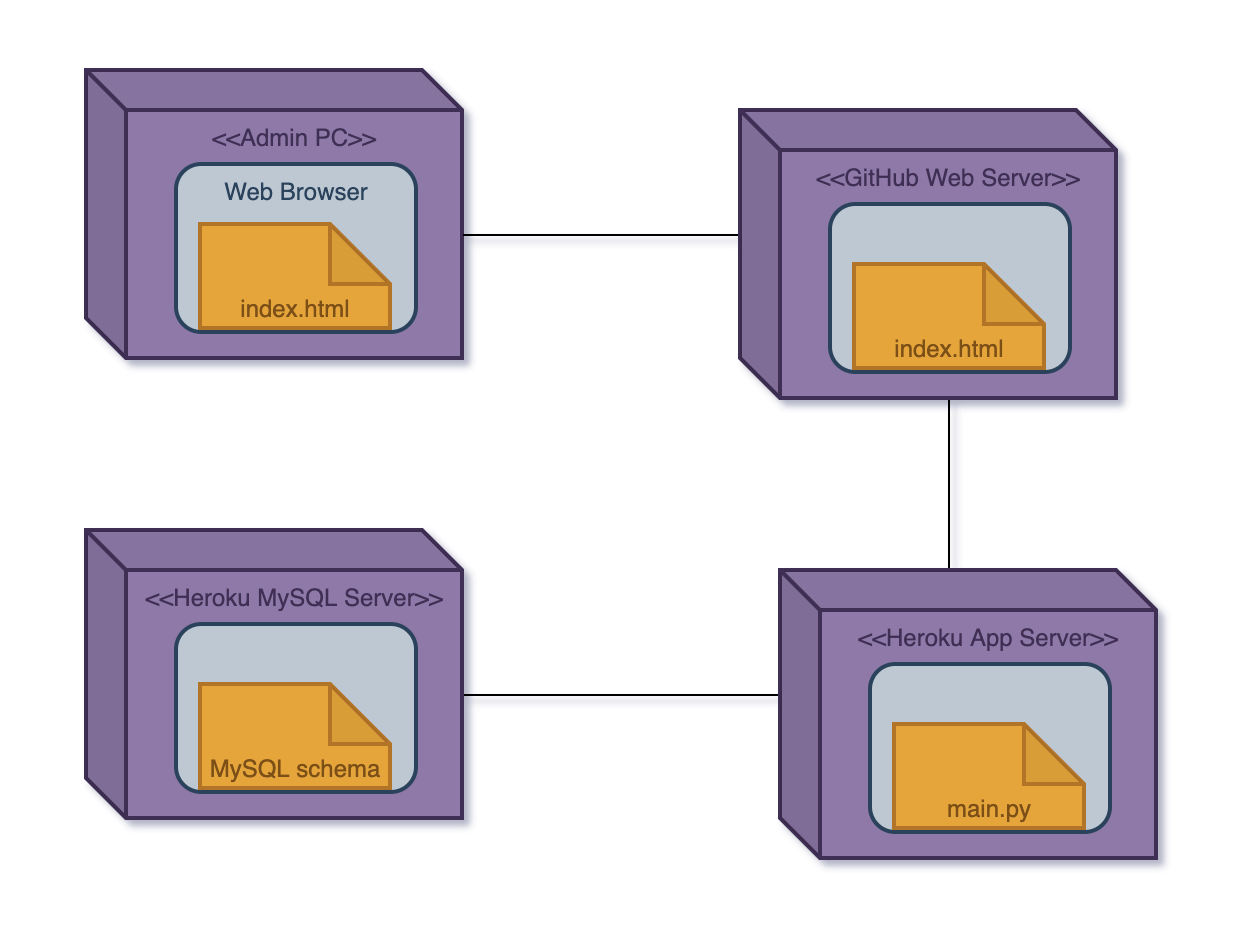 <<Admin PC>>
Web Browser
index.html
<<GitHub Web Server>>
index.html
<<Heroku MySQL Server>>
MySQL schema
<<Heroku App Server>>
main.py